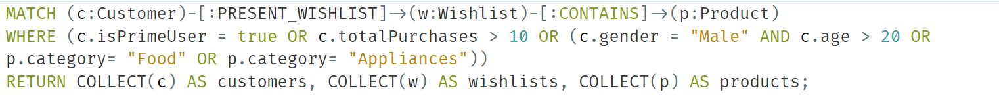 MATCH (c:Customer)-[:PRESENT_WISHLIST]->(w:Wishlist)-[:CONTAINS]->(p:Product)
WHERE (c.isPrimeUser = true OR c.totalPurchases > 10 OR (c.gender = "Male" AND c.age > 20 OR
p.category= "Food" OR p.category= "Appliances"))
RETURN COLLECT(c) AS customers, COLLECT(w) AS wishlists, COLLECT(p) AS products;